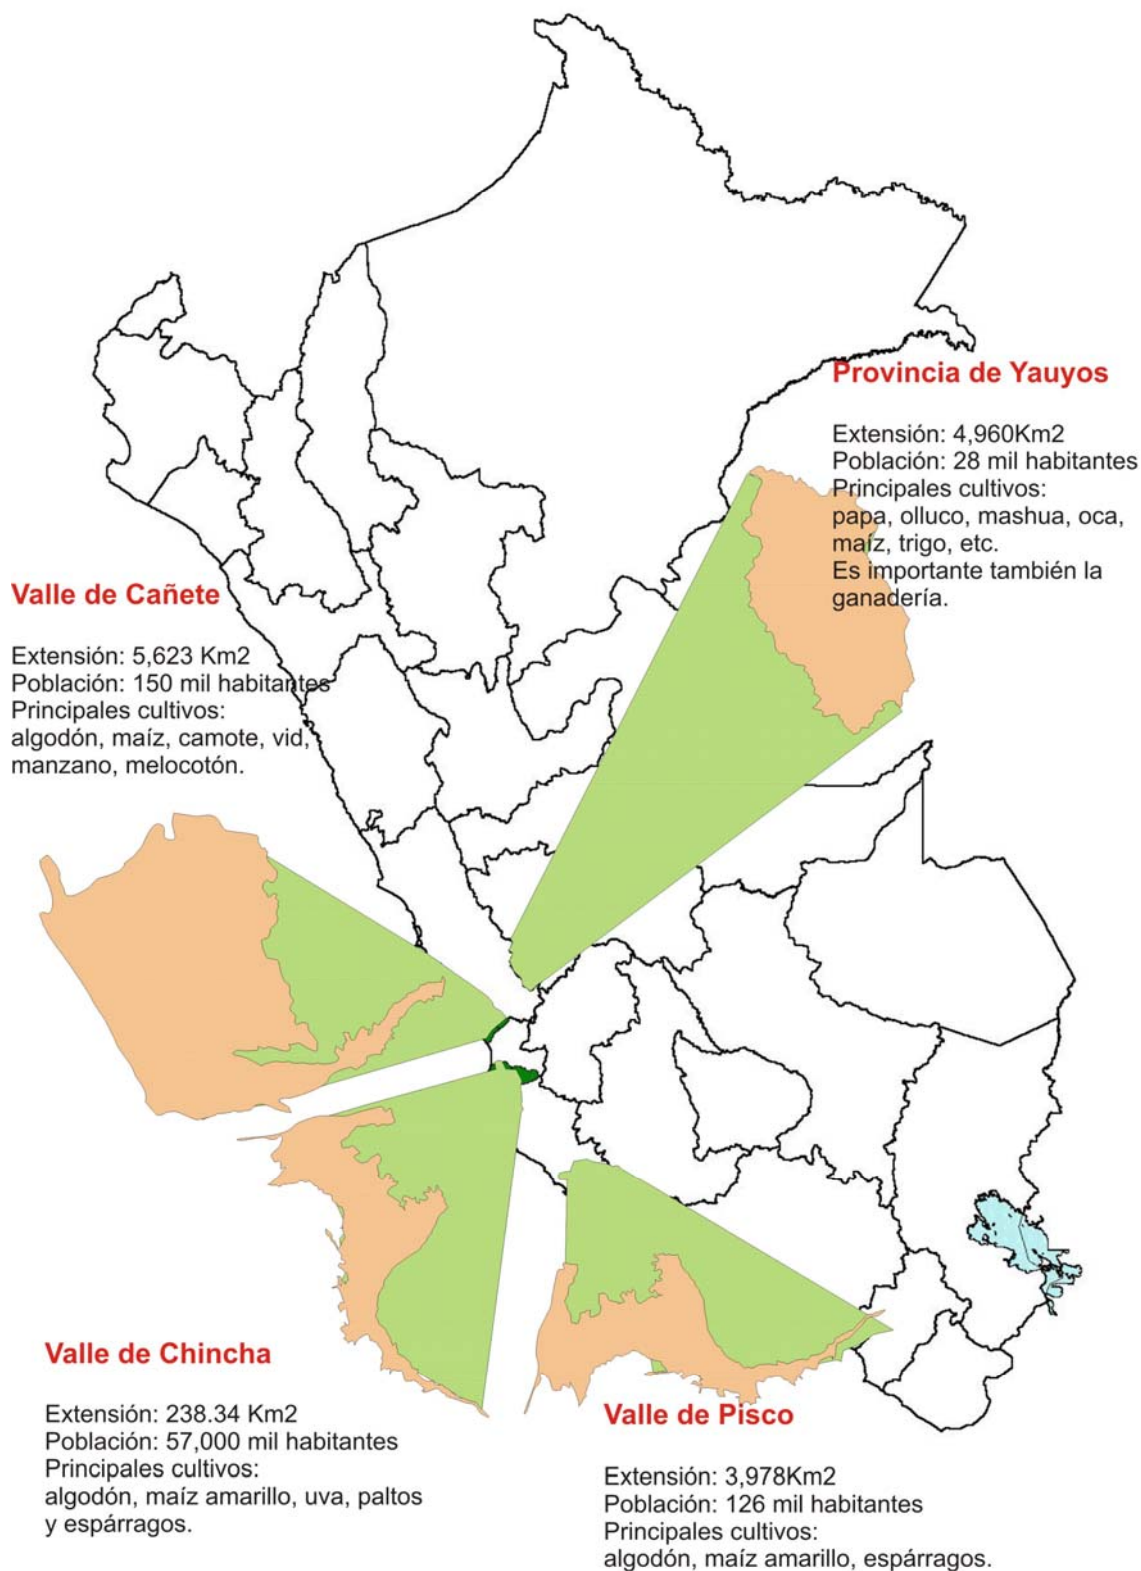 Provincia de Yauyos
Extensión: 4,960Km2
Población: 28 mil habitantes
Principales cultivos:
papa, olluco, mashua, oca,
maíz, trigo, etc.
Es importante también la
ganadería.
Valle de Cañete
Extensión: 5,623 Km2
Población: 150 mil habitantes
Principales cultivos:
algodón, maíz, camote, vid,
manzano, melocotón.
Valle de Chincha
Extensión: 238.34 Km2
Población: 57,000 mil habitantes
Principales cultivos:
algodón, maíz amarillo, uva, paltos
y espárragos.
Valle de Pisco
Extensión: 3,978Km2
Población: 126 mil habitantes
Principales cultivos:
algodón, maíz amarillo, espárragos.